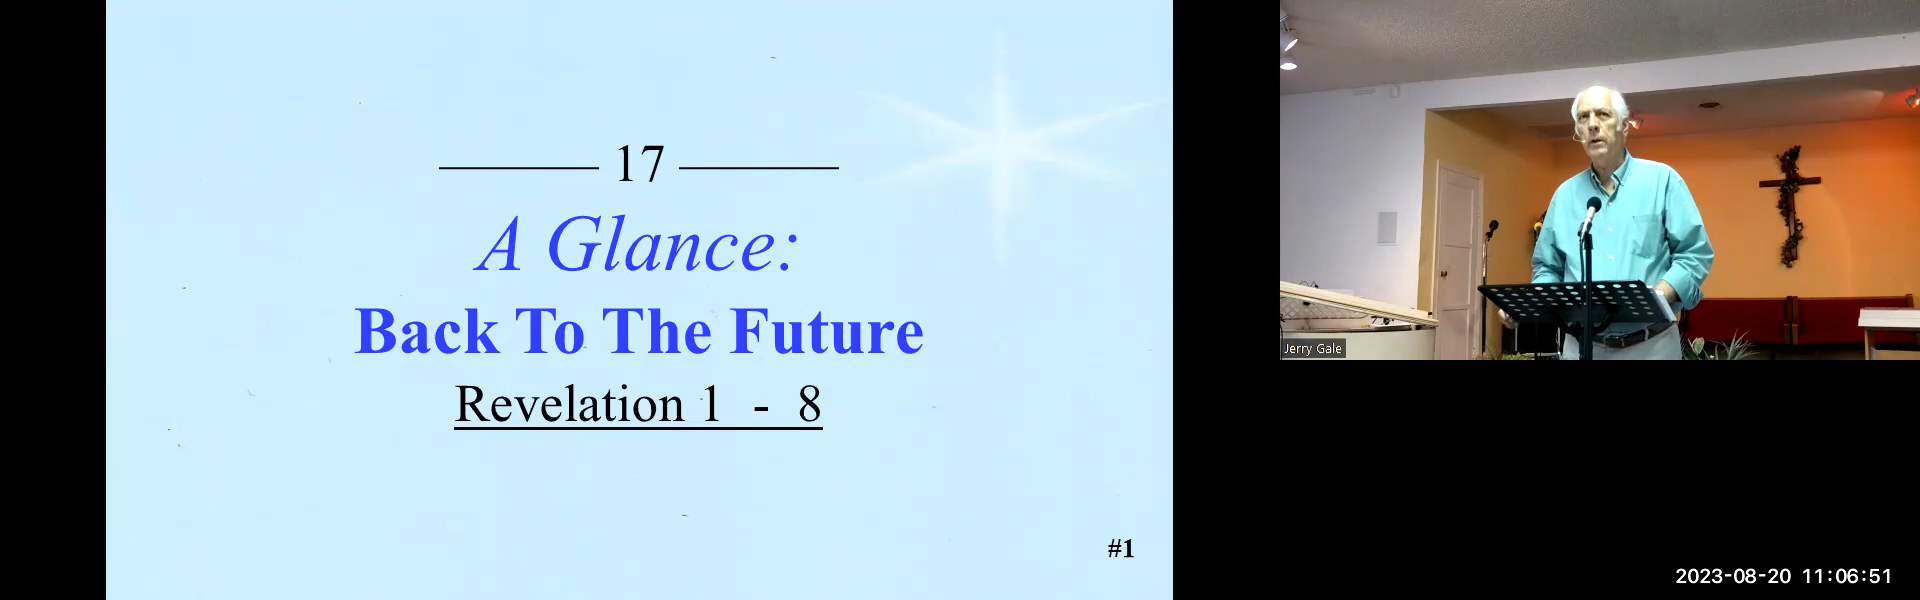 17
A Glance:
Back To The Future
Revelation 1 - 8
#1
Jerry Gale
2023-08-20 11:06:51